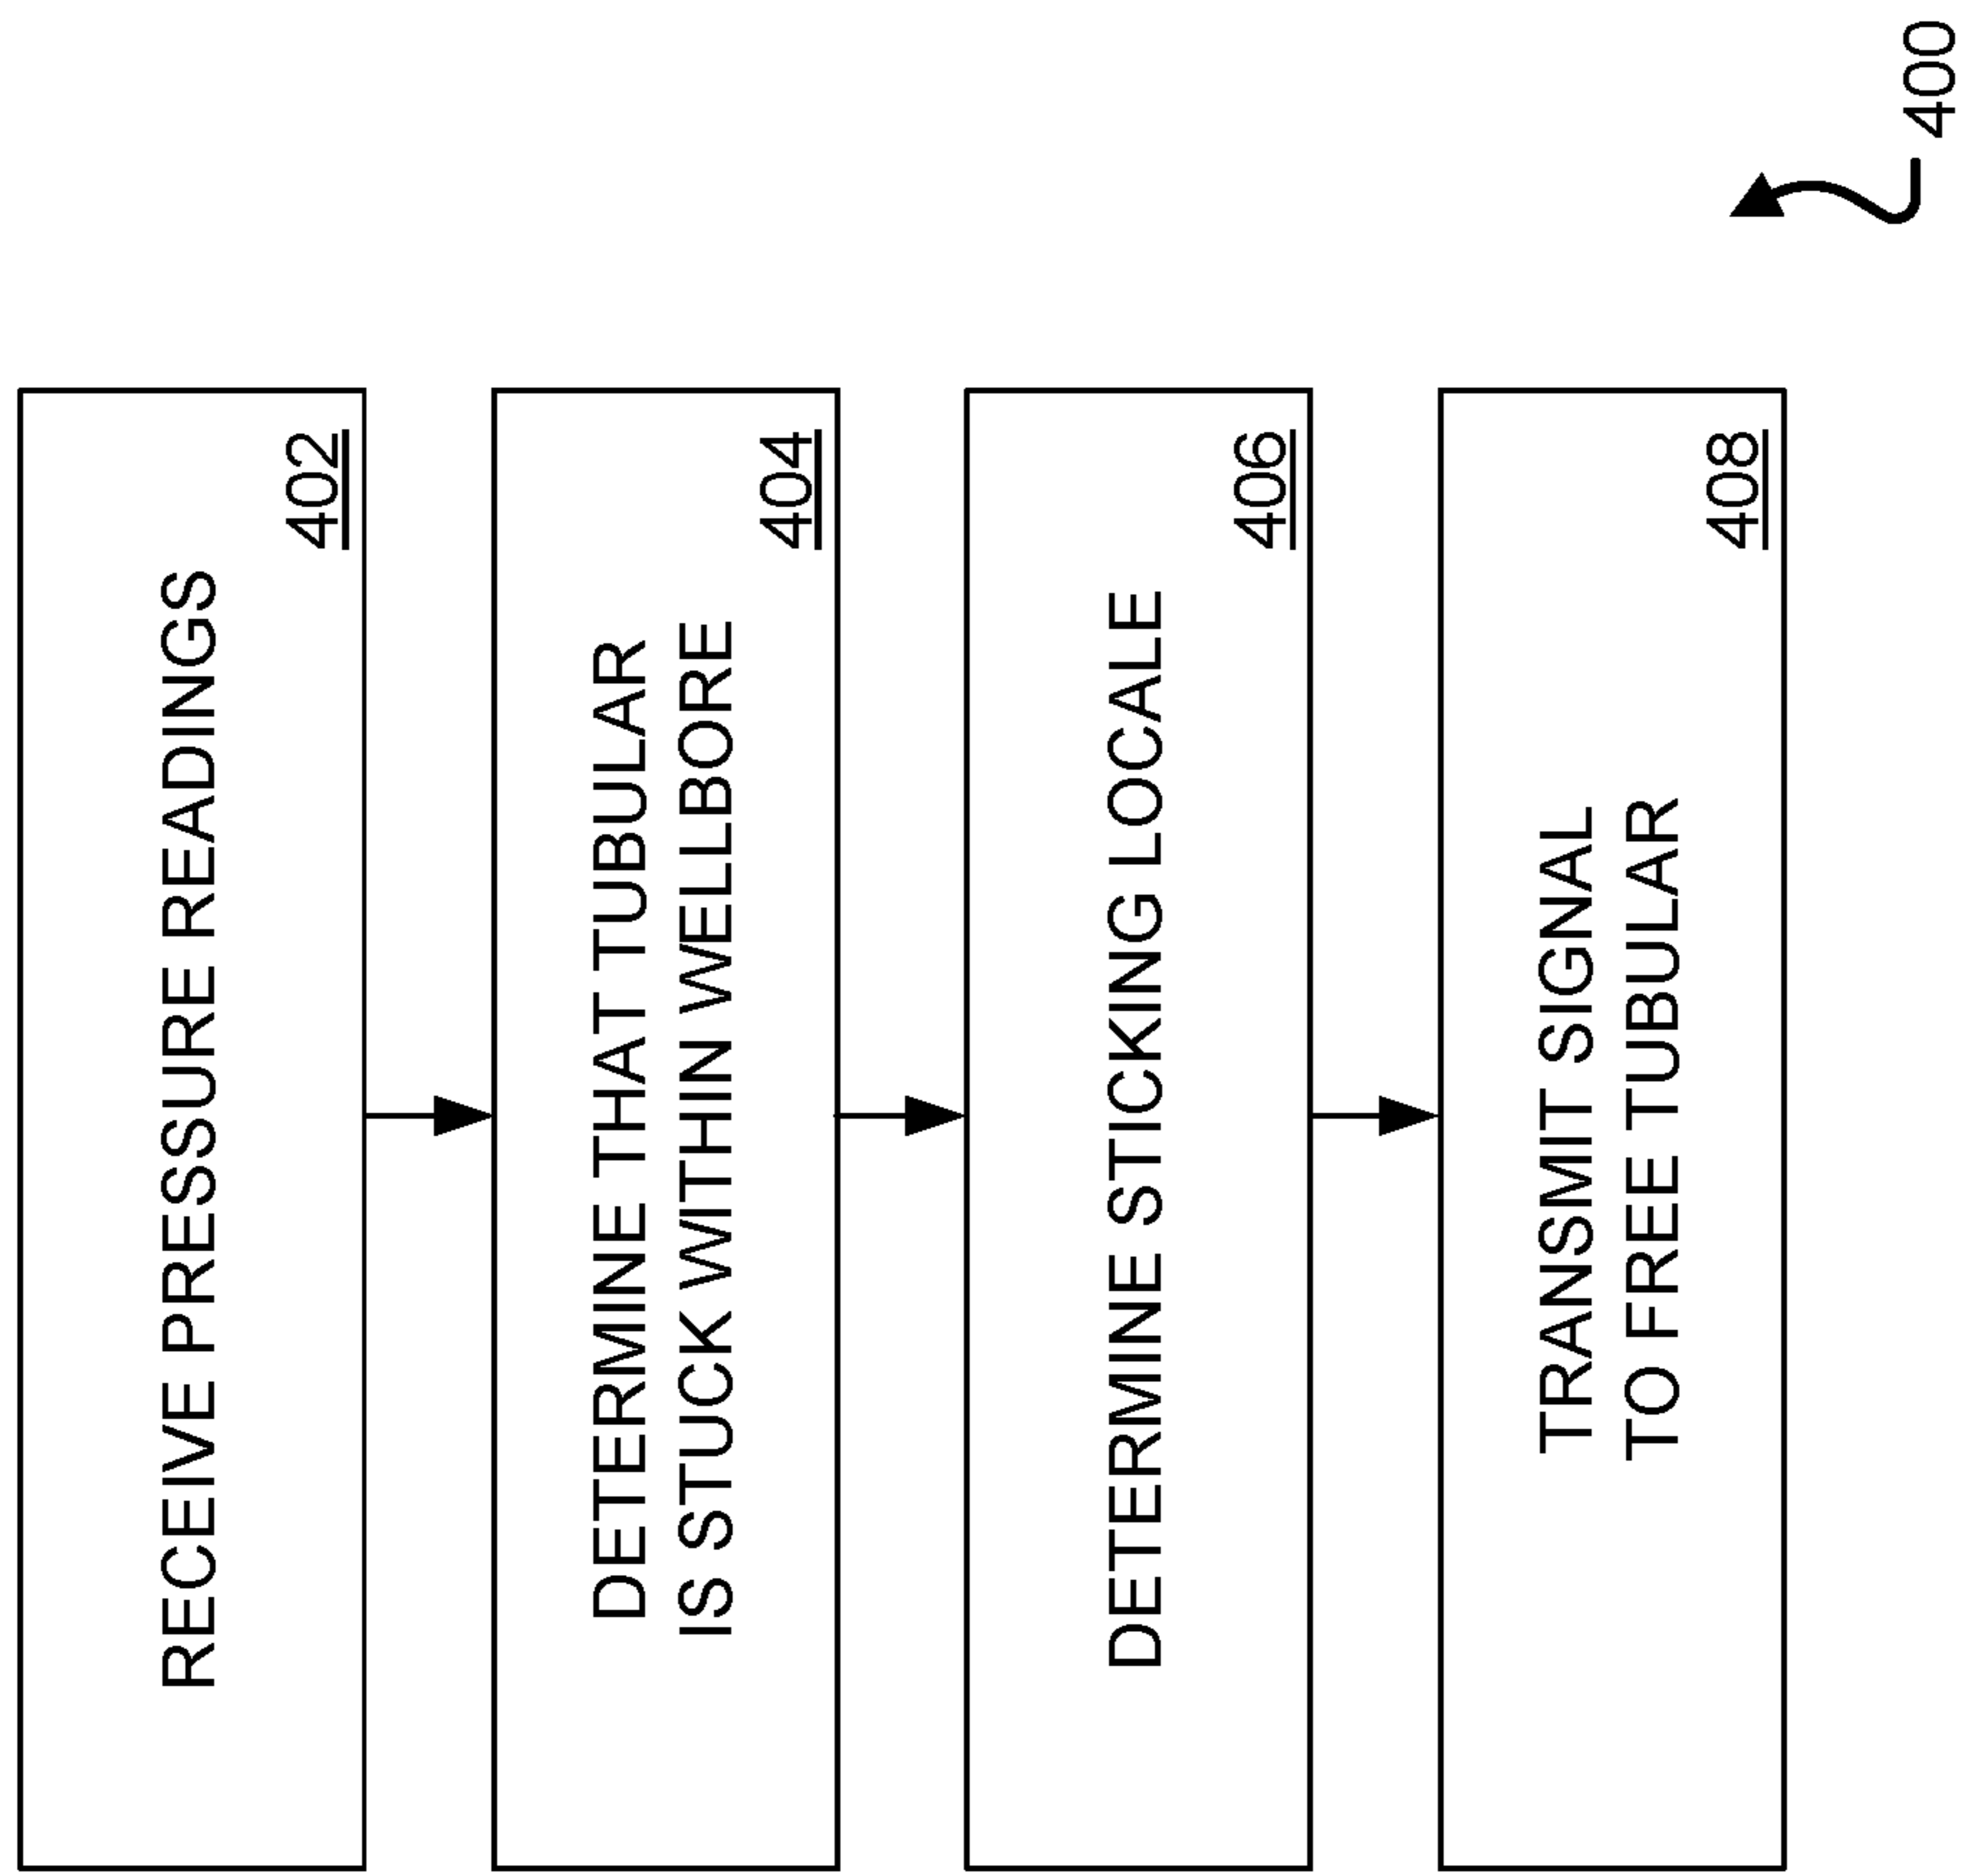 RECEIVE PRESSURE READINGS
402
DETERMINE THAT TUBULAR
IS STUCK WITHIN WELLBORE
404
DETERMINE STICKING LOCALE
406
TRANSMIT SIGNAL
TO FREE TUBULAR
408
400